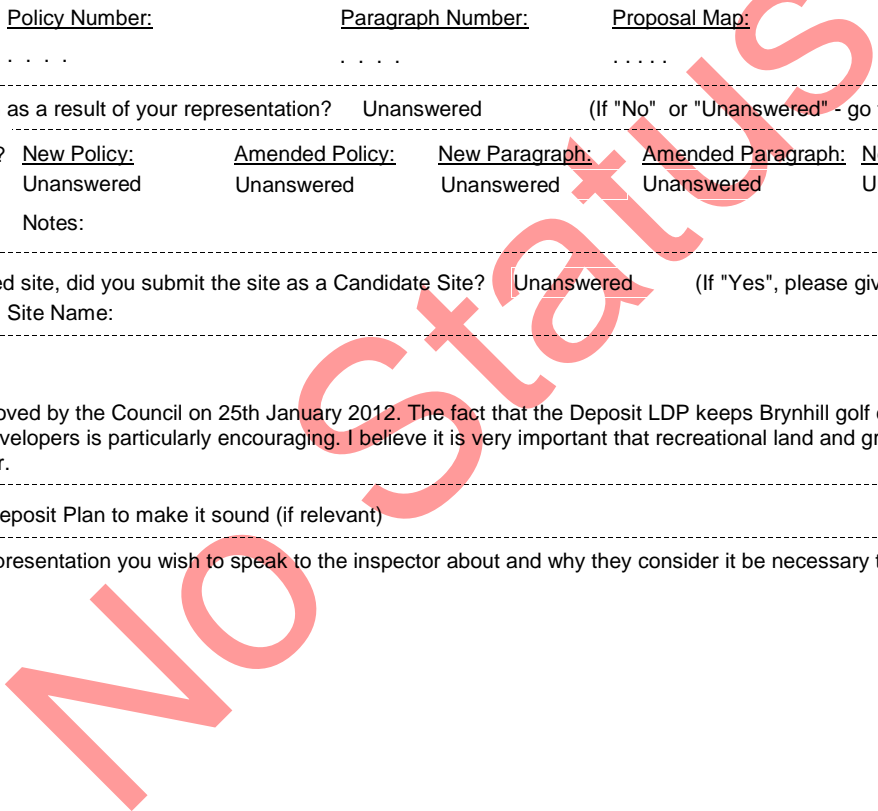 Policy Number: Paragraph Number: Proposal Map:
. . . . . . . . . . . . .
as a result of your representation? Unanswered (If "No" or "Unanswered" - go
? New Policy: Amended Policy: New Paragraph: Amended Paragraph:
Unanswered Unanswered Unanswered Unanswered
Notes:
ed site, did you submit the site as a Candidate Site? Unanswered (If "Yes", please giv
Site Name:
oved by the Council on 25th January 2012. The fact that the Deposit LDP keeps Brynhill golf
velopers is particularly encouraging. I believe it is very important that recreational land and gr
r.
eposit Plan to make it sound (if relevant)
presentation you wish to speak to the inspector about and why they consider it be necessary
No Status